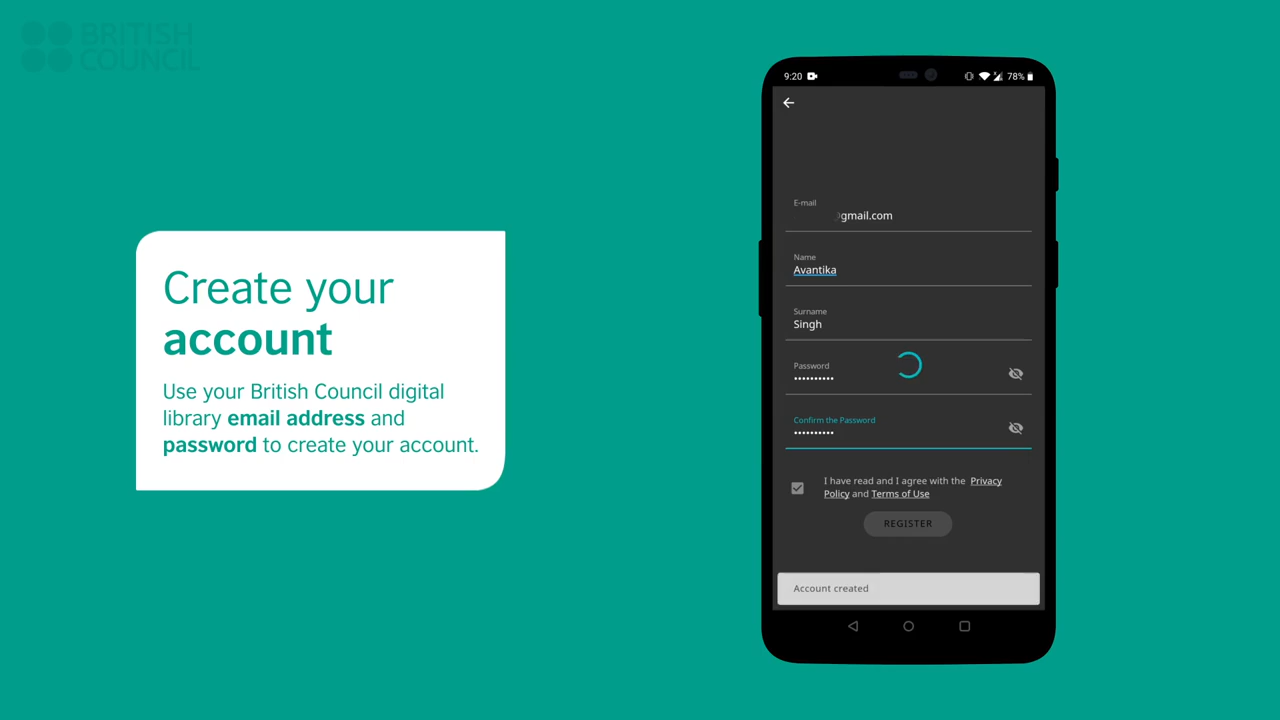 BRITISH
COUNCIL
Create your
account
Use your British Council digital
library email address and
password to create your account.
9:20
78%
E-mail
gmail.com
Name
Avantika
Surname
Singh
Password
••••••••••
Confirm the Password
••••••••••
I have read and I agree with the Privacy
Policy and Terms of Use
REGISTER
Account created